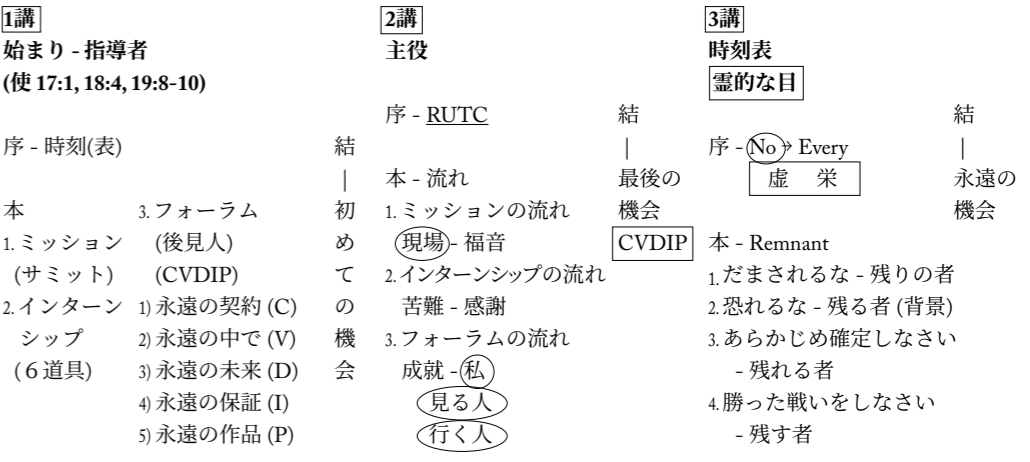 1講
始まり - 指導者
(使 17:1, 18:4, 19:8-10)
序 - 時刻(表)
本
1. ミッション
(サミット)
2. インターン
シップ
(６道具)
3. フォーラム
(後見人)
(CVDIP)
1) 永遠の契約 (C)
2) 永遠の中で (V)
3) 永遠の未来 (D)
4) 永遠の保証 (I)
5) 永遠の作品 (P)
結
|
初
め
て
の
機
会
2講
主役
序 - RUTC
本 - 流れ
1. ミッションの流れ
現場 - 福音
2. インターンシップの流れ
苦難 - 感謝
3. フォーラムの流れ
成就 - 私
見る人
行く人
結
|
最後の
機会
CVDIP
3講
時刻表
霊的な目
序 - No → Every
虚 栄
本 - Remnant
1. だまされるな - 残りの者
2. 恐れるな - 残る者 (背景)
3. あらかじめ確定しなさい
- 残れる者
4. 勝った戦いをしなさい
- 残す者
結
|
永遠の
機会